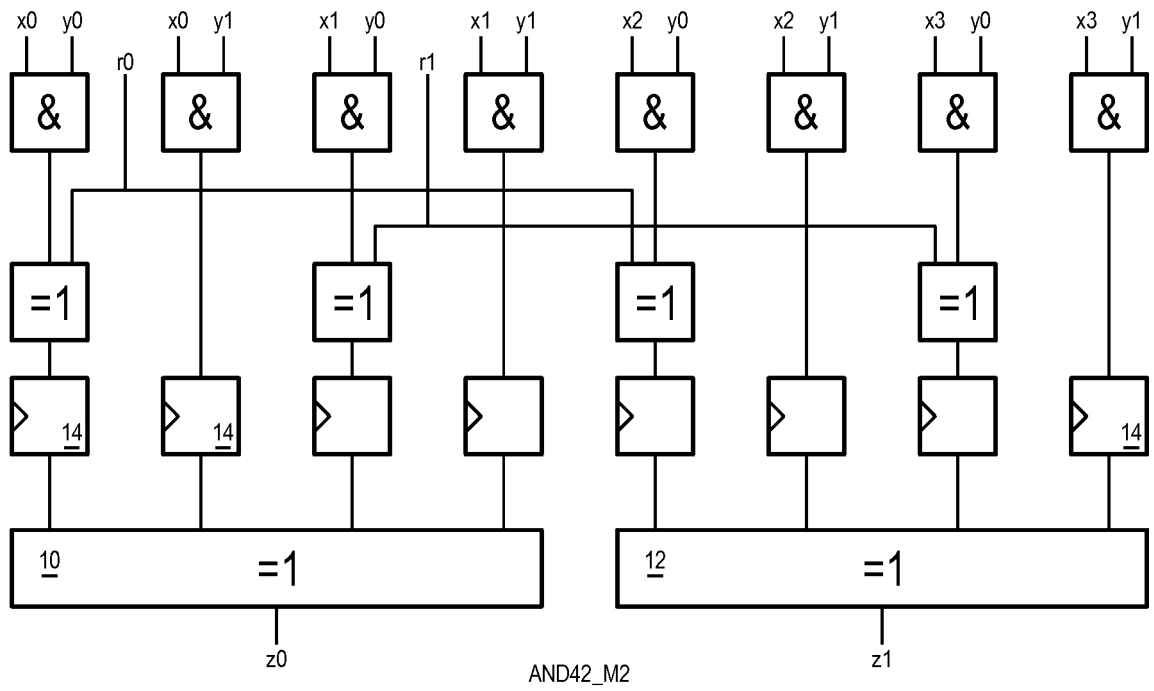 x0 y0 x0 y1 x1 y0 x1 y1 x2 y0 x2 y1 x3 y0 x3 y1
r0 r1
& & & & & & & &
=1 =1 =1 =1
14 14 14
10 =1 12 =1
z0 z1
AND42_M2